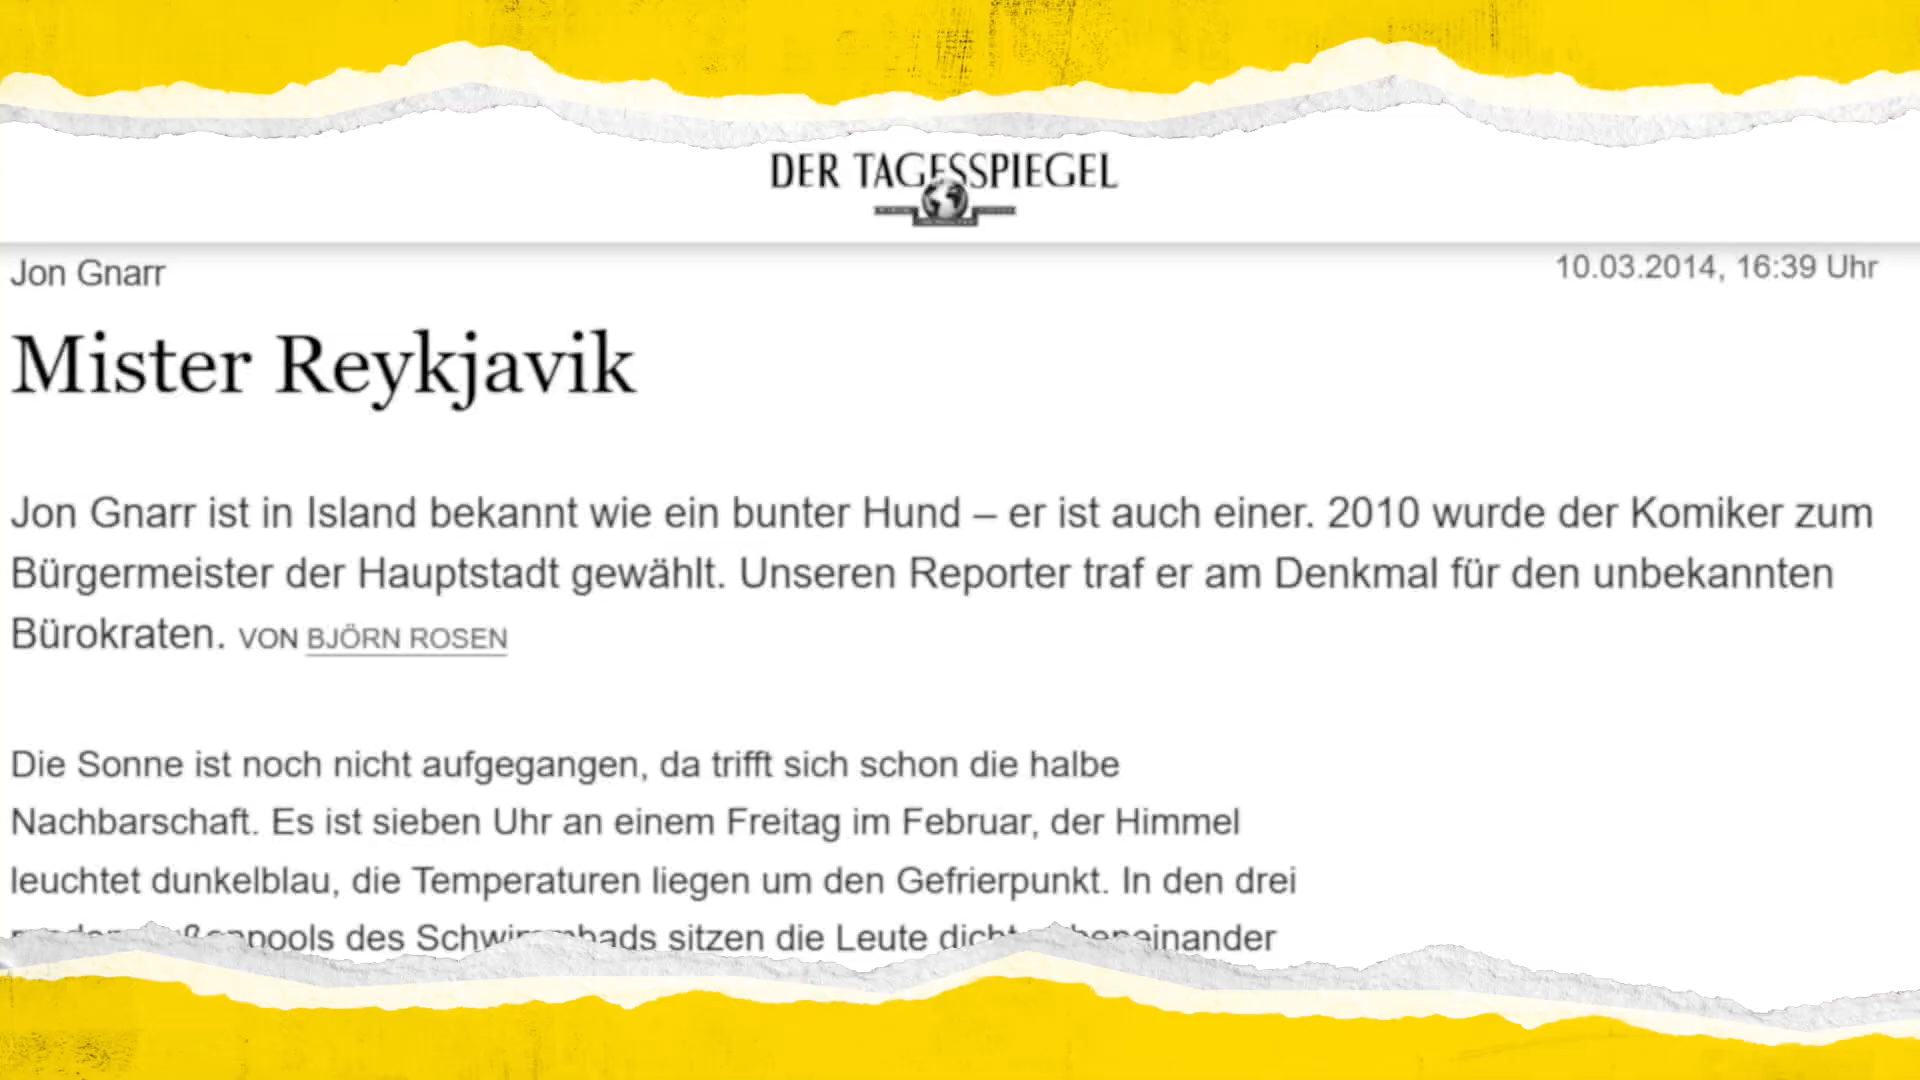 DER TAGESSPIEGEL
Jon Gnarr
10.03.2014, 16:39 Uhr
Mister Reykjavik
Jon Gnarr ist in Island bekannt wie ein bunter Hund – er ist auch einer. 2010 wurde der Komiker zum
Bürgermeister der Hauptstadt gewählt. Unseren Reporter traf er am Denkmal für den unbekannten
Bürokraten. VON BJÖRN ROSEN
Die Sonne ist noch nicht aufgegangen, da trifft sich schon die halbe
Nachbarschaft. Es ist sieben Uhr an einem Freitag im Februar, der Himmel
leuchtet dunkelblau, die Temperaturen liegen um den Gefrierpunkt. In den drei
des sitzen die Leute